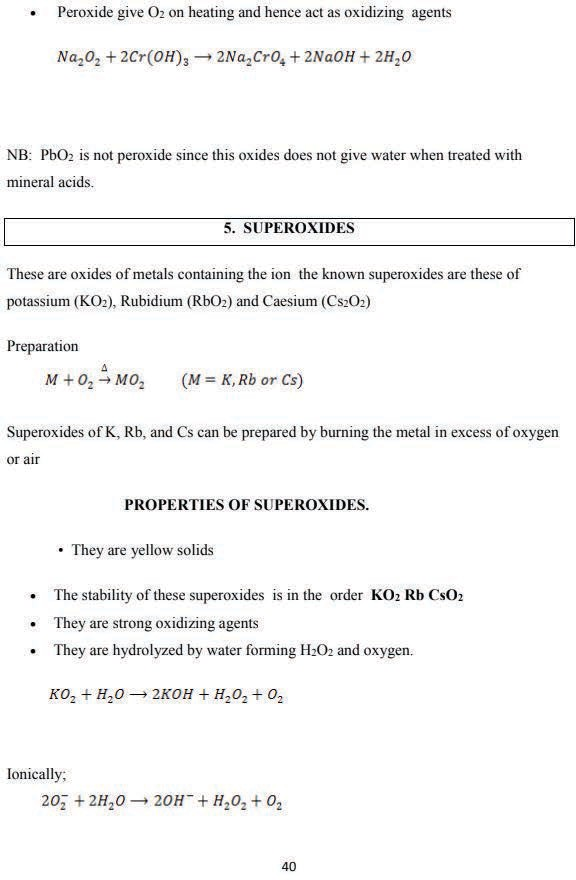 • Peroxide give O₂ on heating and hence act as oxidizing agents
Na₂O₂ + 2Cr(OH)₃ → 2Na₂CrO₄ + 2NaOH + 2H₂O
NB: PbO₂ is not peroxide since this oxides does not give water when treated with
mineral acids.
5. SUPEROXIDES
These are oxides of metals containing the ion the known superoxides are these of
potassium (KO₂), Rubidium (RbO₂) and Caesium (Cs₂O₂)
Preparation
M + O₂ →^Δ MO₂ (M = K, Rb or Cs)
Superoxides of K, Rb, and Cs can be prepared by burning the metal in excess of oxygen
or air
PROPERTIES OF SUPEROXIDES.
• They are yellow solids
• The stability of these superoxides is in the order KO₂ Rb CsO₂
• They are strong oxidizing agents
• They are hydrolyzed by water forming H₂O₂ and oxygen.
KO₂ + H₂O → 2KOH + H₂O₂ + O₂
Ionically;
2O₂⁻ + 2H₂O → 2OH⁻ + H₂O₂ + O₂
40